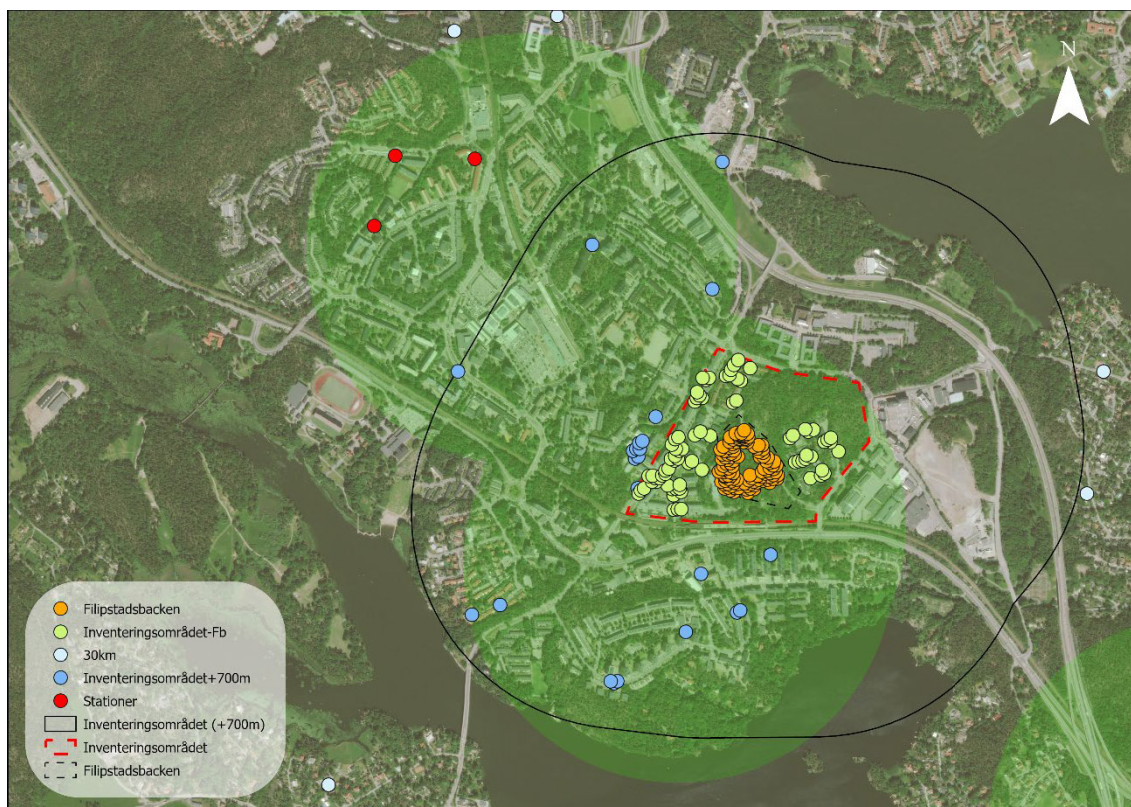 N
Filipstadsbacken
Inventeringsområdet-Fb
30km
Inventeringsområdet+700m
Stationer
Inventeringsområdet (+700m)
Inventeringsområdet
Filipstadsbacken